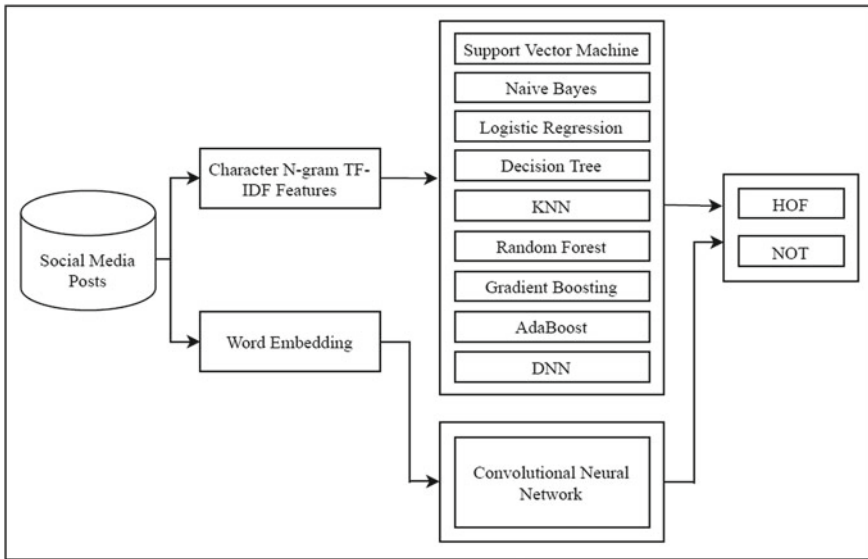 Social Media
Posts
Character N-gram TF-
IDF Features
Word Embedding
Support Vector Machine
Naive Bayes
Logistic Regression
Decision Tree
KNN
Random Forest
Gradient Boosting
AdaBoost
DNN
Convolutional Neural
Network
HOF
NOT